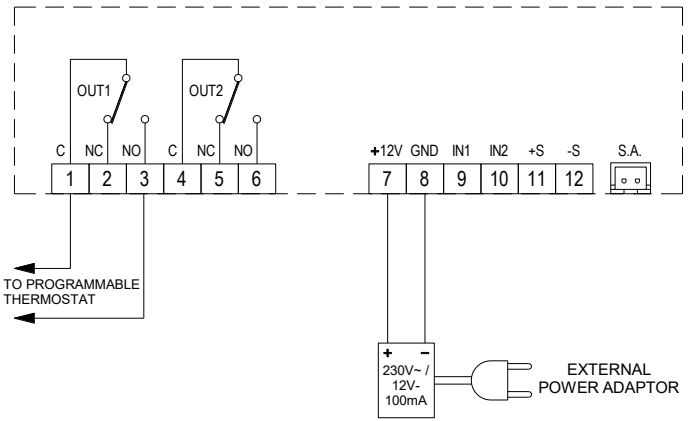 OUT1
OUT2
C NC NO C NC NO
+12V GND IN1 IN2 +S -S S.A.
1 2 3 4 5 6
7 8 9 10 11 12
TO PROGRAMMABLE
THERMOSTAT
+ −
230V~ /
12V-
100mA
EXTERNAL
POWER ADAPTOR